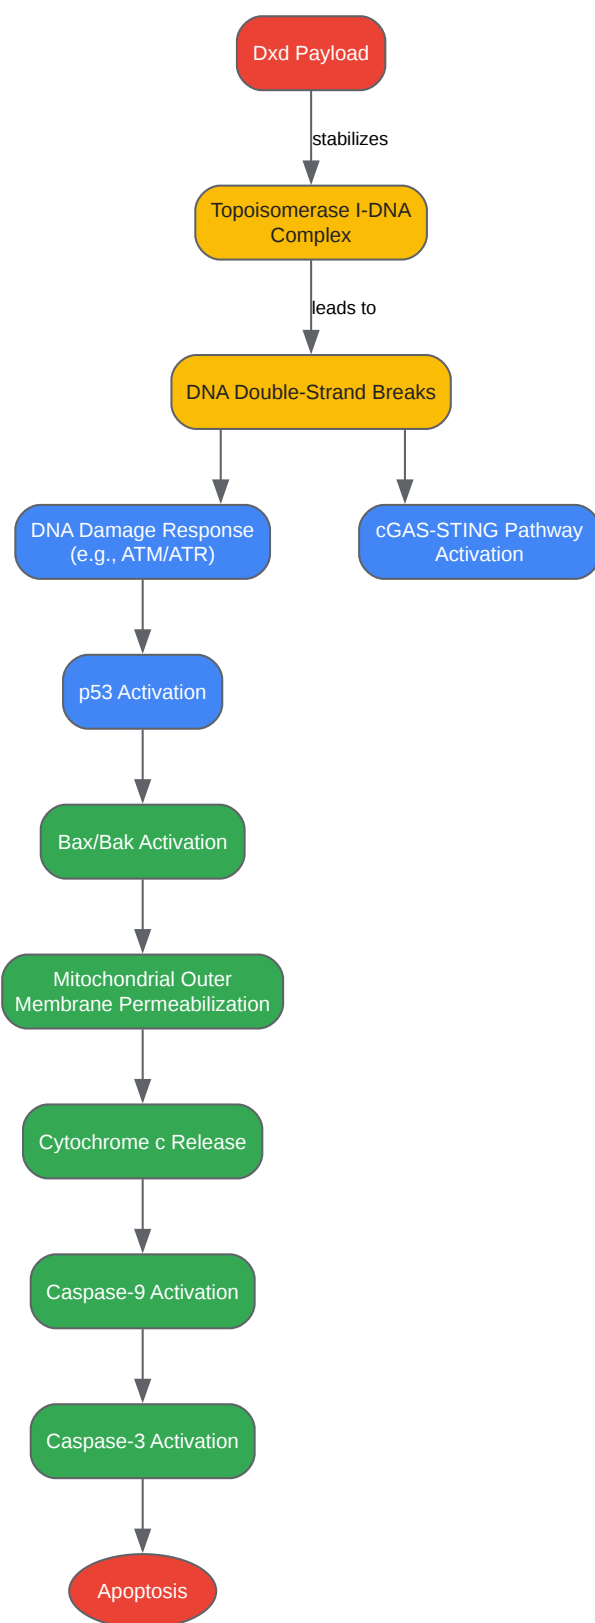 Dxd Payload
stabilizes
Topoisomerase I-DNA
Complex
leads to
DNA Double-Strand Breaks
DNA Damage Response
(e.g., ATM/ATR)
cGAS-STING Pathway
Activation
p53 Activation
Bax/Bak Activation
Mitochondrial Outer
Membrane Permeabilization
Cytochrome c Release
Caspase-9 Activation
Caspase-3 Activation
Apoptosis